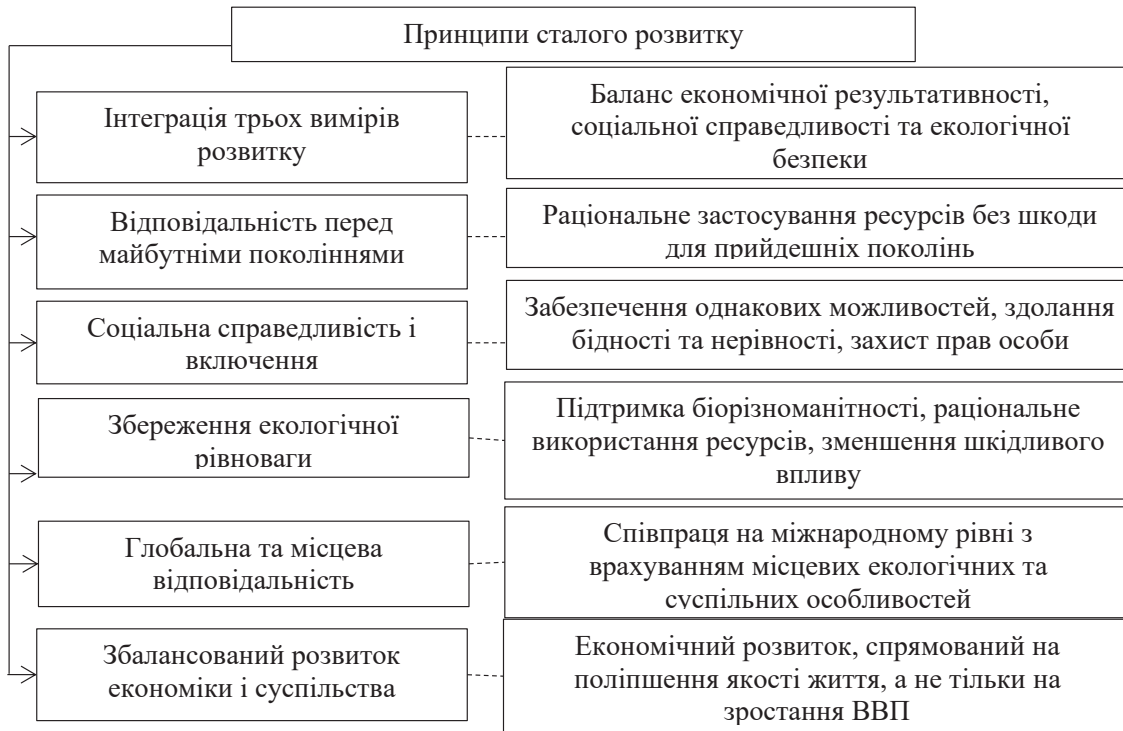 Принципи сталого розвитку
Інтеграція трьох вимірів
розвитку
Баланс економічної результативності,
соціальної справедливості та екологічної
безпеки
Відповідальність перед
майбутніми поколіннями
Раціональне застосування ресурсів без шкоди
для прийдешніх поколінь
Соціальна справедливість і
включення
Забезпечення однакових можливостей, здолання
бідності та нерівності, захист прав особи
Збереження екологічної
рівноваги
Підтримка біорізноманітності, раціональне
використання ресурсів, зменшення шкідливого
впливу
Глобальна та місцева
відповідальність
Співпраця на міжнародному рівні з
врахуванням місцевих екологічних та
суспільних особливостей
Збалансований розвиток
економіки і суспільства
Економічний розвиток, спрямований на
поліпшення якості життя, а не тільки на
зростання ВВП